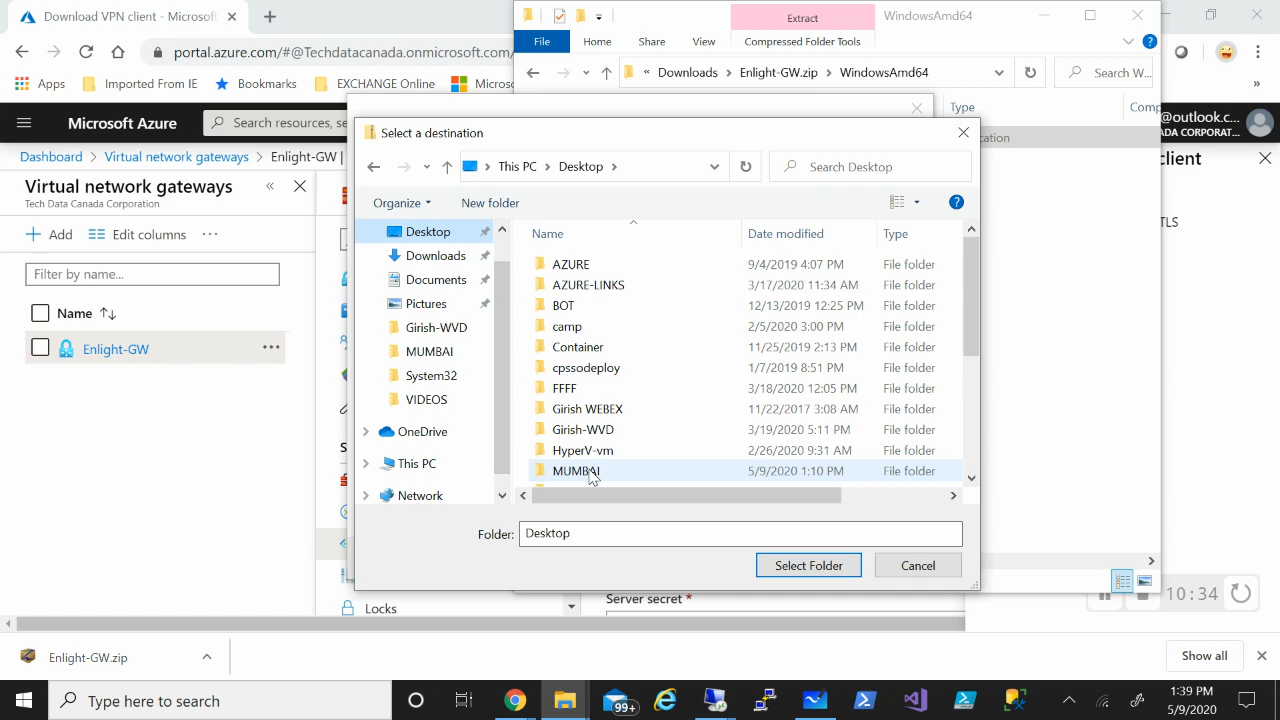 Download VPN client - Microsof
portal.azure.com/#@Techdatacanada.onmicrosoft.com/
Apps
Imported From IE
Bookmarks
EXCHANGE Online
Microso
»
Microsoft Azure
Search resources, se
@outlook.c...
ADA CORPORAT...
Dashboard > Virtual network gateways > Enlight-GW |
Virtual network gateways
«
Tech Data Canada Corporation
Add
Edit columns
...
Filter by name...
Name ↑↓
Enlight-GW
...
client
TLS
Locks
Server secret *
Extract
WindowsAmd64
File
Home
Share
View
Compressed Folder Tools
« Downloads > Enlight-GW.zip > WindowsAmd64
Search W...
Type
Comp
cation
Select a destination
This PC > Desktop >
Search Desktop
Organize
New folder
Desktop
Downloads
Documents
Pictures
Girish-WVD
MUMBAI
System32
VIDEOS
OneDrive
This PC
Network
Name
Date modified
Type
AZURE 9/4/2019 4:07 PM File folder
AZURE-LINKS 3/17/2020 11:34 AM File folder
BOT 12/13/2019 12:25 PM File folder
camp 2/5/2020 3:00 PM File folder
Container 11/25/2019 2:13 PM File folder
cpssodeploy 1/7/2019 8:51 PM File folder
FFFF 3/18/2020 12:05 PM File folder
Girish WEBEX 11/22/2017 3:08 AM File folder
Girish-WVD 3/19/2020 5:11 PM File folder
HyperV-vm 2/26/2020 9:31 AM File folder
MUMBAI 5/9/2020 1:10 PM File folder
Folder: Desktop
Select Folder
Cancel
10:34
Enlight-GW.zip
Show all
Type here to search
99+
1:39 PM
5/9/2020